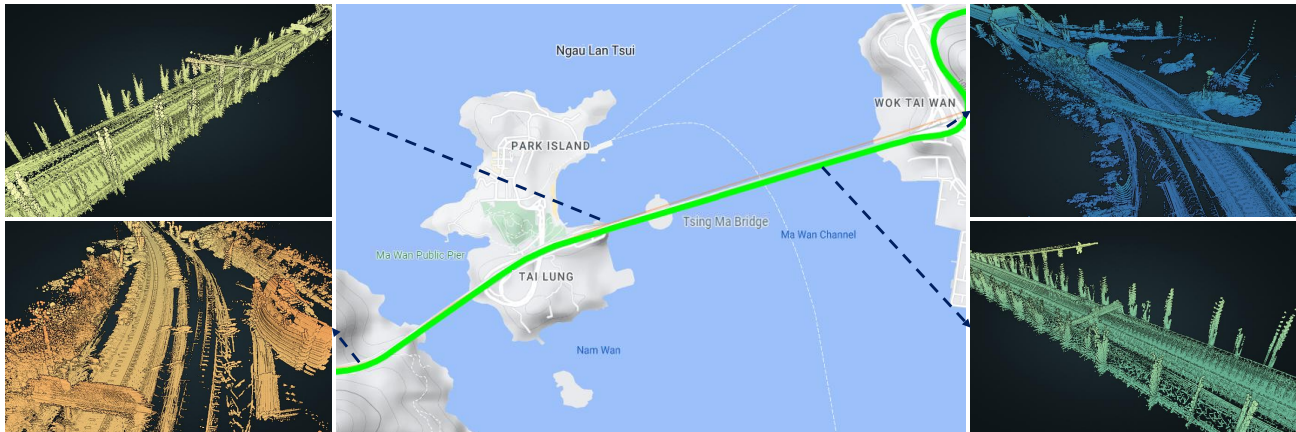 Ngau Lan Tsui
WOK TAI WAN
PARK ISLAND
Tsing Ma Bridge
Ma Wan Channel
Ma Wan Public Pier
TAI LUNG
Nam Wan